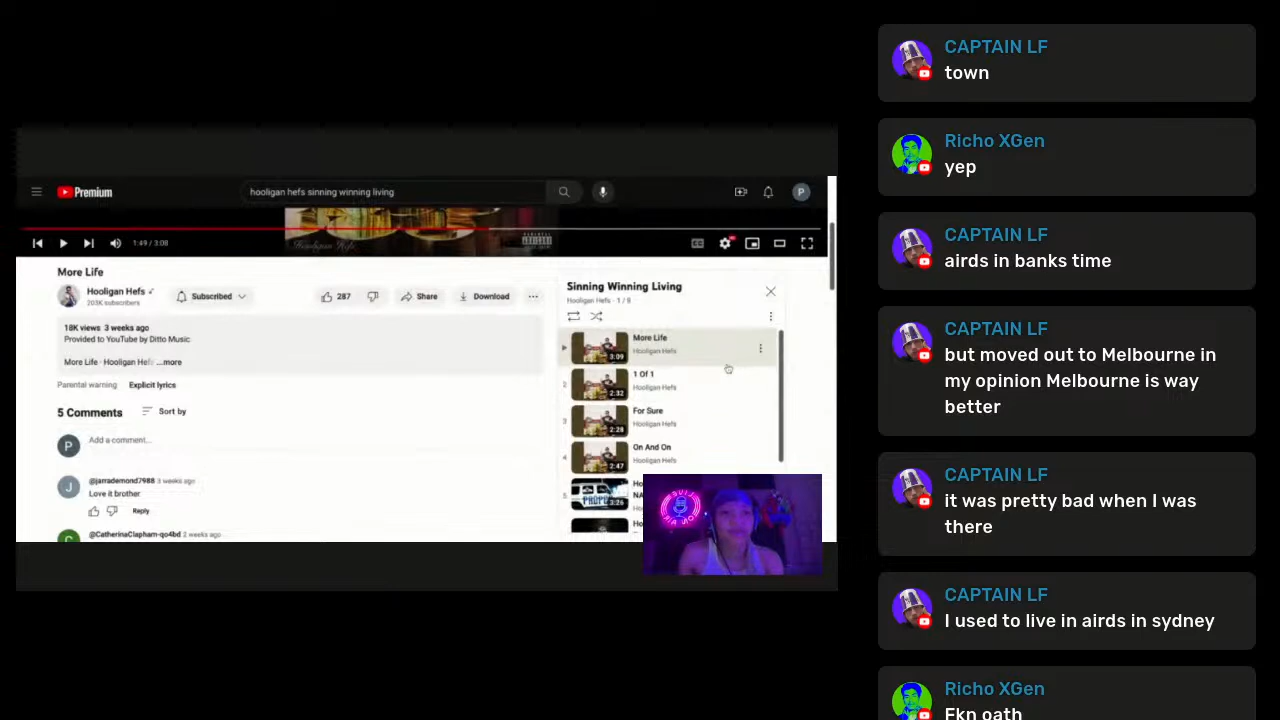 Premium
hooligan hefs sinning winning living
1:49 / 3:08
More Life
Hooligan Hefs
203K subscribers
Subscribed
287
Share
Download
18K views 3 weeks ago
Provided to YouTube by Ditto Music
More Life · Hooligan Hefs ...more
Parental warning Explicit lyrics
5 Comments
Sort by
P
Add a comment...
J
@jarrademond7988 3 weeks ago
Love it brother
Reply
@CatherinaClapham-qo4bd 2 weeks ago
Sinning Winning Living
Hooligan Hefs · 1 / 8
More Life
Hooligan Hefs
3:09
2
1 Of 1
Hooligan Hefs
2:32
3
For Sure
Hooligan Hefs
2:28
4
On And On
Hooligan Hefs
2:47
5
3:26
LIVE
ON AIR
CAPTAIN LF
town
Richo XGen
yep
CAPTAIN LF
airds in banks time
CAPTAIN LF
but moved out to Melbourne in
my opinion Melbourne is way
better
CAPTAIN LF
it was pretty bad when I was
there
CAPTAIN LF
I used to live in airds in sydney
Richo XGen
Fkn oath